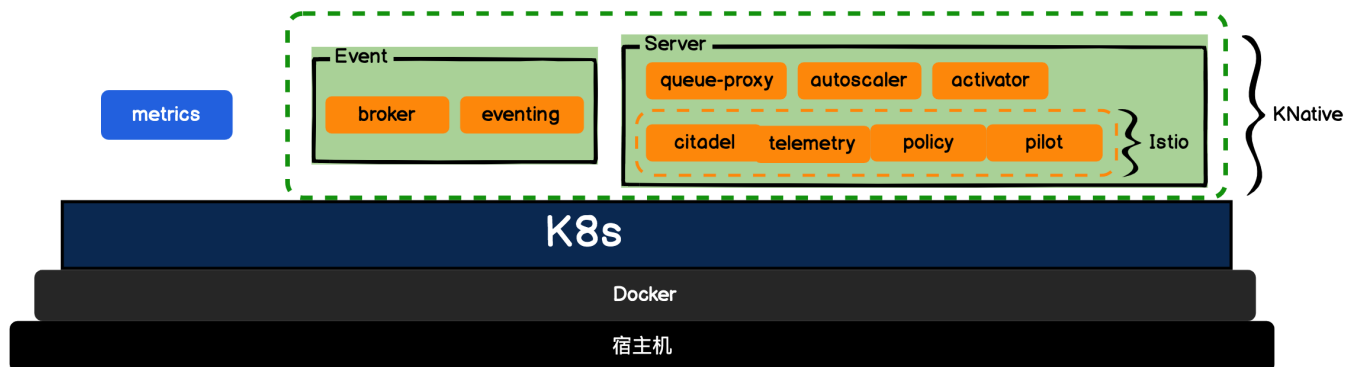 Event
Server
queue-proxy
autoscaler
activator
metrics
broker
eventing
KNative
citadel
telemetry
policy
pilot
Istio
K8s
Docker
宿主机